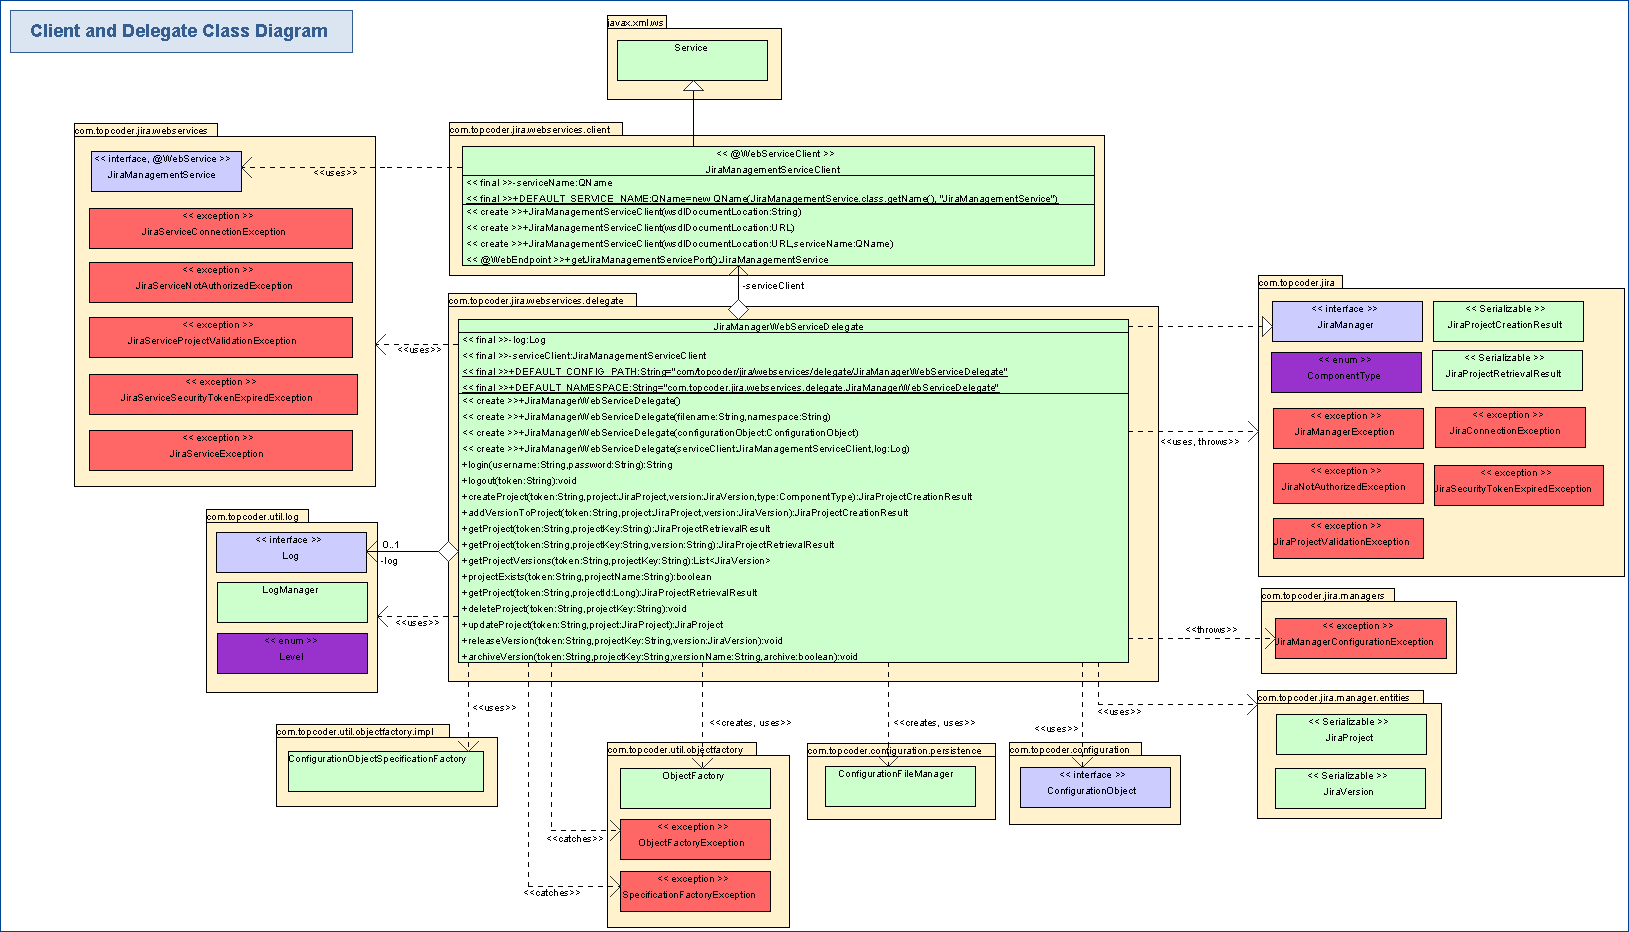 Client and Delegate Class Diagram
javax.xml.ws
Service
com.topcoder.jira.webservices
<< interface, @WebService >>
JiraManagementService
<< exception >>
JiraServiceConnectionException
<< exception >>
JiraServiceNotAuthorizedException
<< exception >>
JiraServiceProjectValidationException
<< exception >>
JiraServiceSecurityTokenExpiredException
<< exception >>
JiraServiceException
<<uses>>
<<uses>>
com.topcoder.jira.webservices.client
<< @WebServiceClient >>
JiraManagementServiceClient
<< final >>-serviceName:QName
<< final >>+DEFAULT_SERVICE_NAME:QName=new QName(JiraManagementService.class.getName(), "JiraManagementService")
<< create >>+JiraManagementServiceClient(wsdlDocumentLocation:String)
<< create >>+JiraManagementServiceClient(wsdlDocumentLocation:URL)
<< create >>+JiraManagementServiceClient(wsdlDocumentLocation:URL,serviceName:QName)
<< @WebEndpoint >>+getJiraManagementServicePort():JiraManagementService
-serviceClient
com.topcoder.jira.webservices.delegate
JiraManagerWebServiceDelegate
<< final >>-log:Log
<< final >>-serviceClient:JiraManagementServiceClient
<< final >>+DEFAULT_CONFIG_PATH:String="com/topcoder/jira/webservices/delegate/JiraManagerWebServiceDelegate"
<< final >>+DEFAULT_NAMESPACE:String="com.topcoder.jira.webservices.delegate.JiraManagerWebServiceDelegate"
<< create >>+JiraManagerWebServiceDelegate()
<< create >>+JiraManagerWebServiceDelegate(filename:String,namespace:String)
<< create >>+JiraManagerWebServiceDelegate(configurationObject:ConfigurationObject)
<< create >>+JiraManagerWebServiceDelegate(serviceClient:JiraManagementServiceClient,log:Log)
+login(username:String,password:String):String
+logout(token:String):void
+createProject(token:String,project:JiraProject,version:JiraVersion,type:ComponentType):JiraProjectCreationResult
+addVersionToProject(token:String,project:JiraProject,version:JiraVersion):JiraProjectCreationResult
+getProject(token:String,projectKey:String):JiraProjectRetrievalResult
+getProject(token:String,projectKey:String,version:String):JiraProjectRetrievalResult
+getProjectVersions(token:String,projectKey:String):List<JiraVersion>
+projectExists(token:String,projectName:String):boolean
+getProject(token:String,projectId:Long):JiraProjectRetrievalResult
+deleteProject(token:String,projectKey:String):void
+updateProject(token:String,project:JiraProject):JiraProject
+releaseVersion(token:String,projectKey:String,version:JiraVersion):void
+archiveVersion(token:String,projectKey:String,versionName:String,archive:boolean):void
com.topcoder.jira
<< interface >>
JiraManager
<< Serializable >>
JiraProjectCreationResult
<< enum >>
ComponentType
<< Serializable >>
JiraProjectRetrievalResult
<< exception >>
JiraManagerException
<< exception >>
JiraConnectionException
<< exception >>
JiraNotAuthorizedException
<< exception >>
JiraSecurityTokenExpiredException
<< exception >>
JiraProjectValidationException
<<uses, throws>>
com.topcoder.util.log
<< interface >>
Log
LogManager
<< enum >>
Level
0..1
-log
<<uses>>
com.topcoder.jira.managers
<< exception >>
JiraManagerConfigurationException
<<throws>>
com.topcoder.jira.manager.entities
<< Serializable >>
JiraProject
<< Serializable >>
JiraVersion
<<uses>>
<<uses>>
com.topcoder.util.objectfactory.impl
ConfigurationObjectSpecificationFactory
<<uses>>
<<creates, uses>>
com.topcoder.util.objectfactory
ObjectFactory
<< exception >>
ObjectFactoryException
<< exception >>
SpecificationFactoryException
<<catches>>
<<catches>>
<<creates, uses>>
com.topcoder.configuration.persistence
ConfigurationFileManager
com.topcoder.configuration
<< interface >>
ConfigurationObject